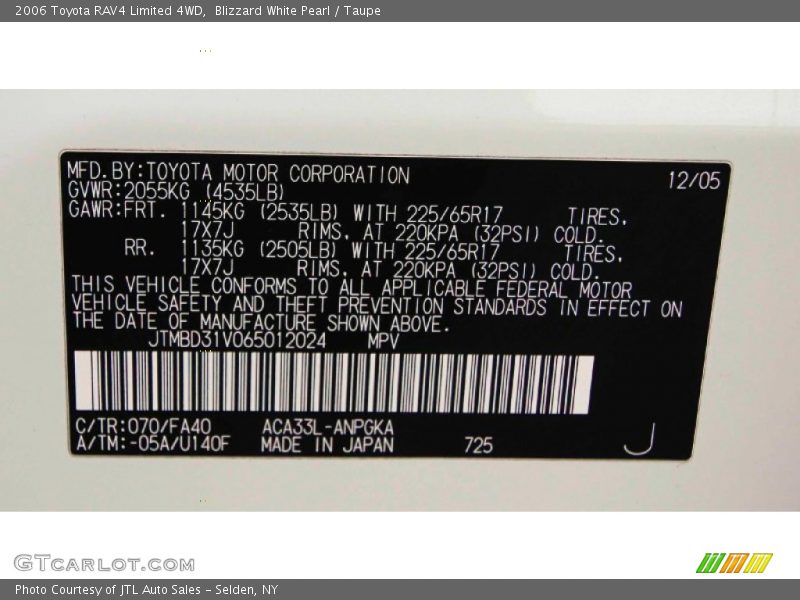 2006 Toyota RAV4 Limited 4WD,  Blizzard White Pearl / Taupe
MFD.BY:TOYOTA MOTOR CORPORATION 12/05
GVWR:2055KG (4535LB)
GAWR:FRT. 1145KG (2535LB) WITH 225/65R17 TIRES,
17X7J RIMS, AT 220KPA (32PSI) COLD.
RR. 1135KG (2505LB) WITH 225/65R17 TIRES,
17X7J RIMS, AT 220KPA (32PSI) COLD.
THIS VEHICLE CONFORMS TO ALL APPLICABLE FEDERAL MOTOR
VEHICLE SAFETY AND THEFT PREVENTION STANDARDS IN EFFECT ON
THE DATE OF MANUFACTURE SHOWN ABOVE.
JTMBD31V065012024 MPV
C/TR:070/FA40 ACA33L-ANPGKA
A/TM:-05A/U140F MADE IN JAPAN 725 J
GTcarlot.com
Photo Courtesy of JTL Auto Sales - Selden, NY